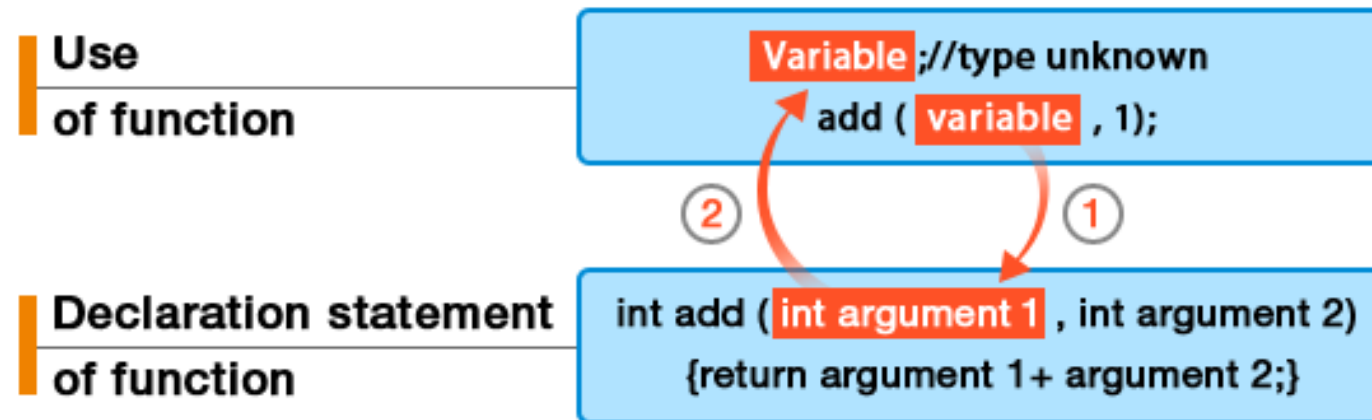 Use
of function
Variable ;//type unknown
add ( variable , 1);
2
1
Declaration statement
of function
int add ( int argument 1 , int argument 2)
{return argument 1+ argument 2;}